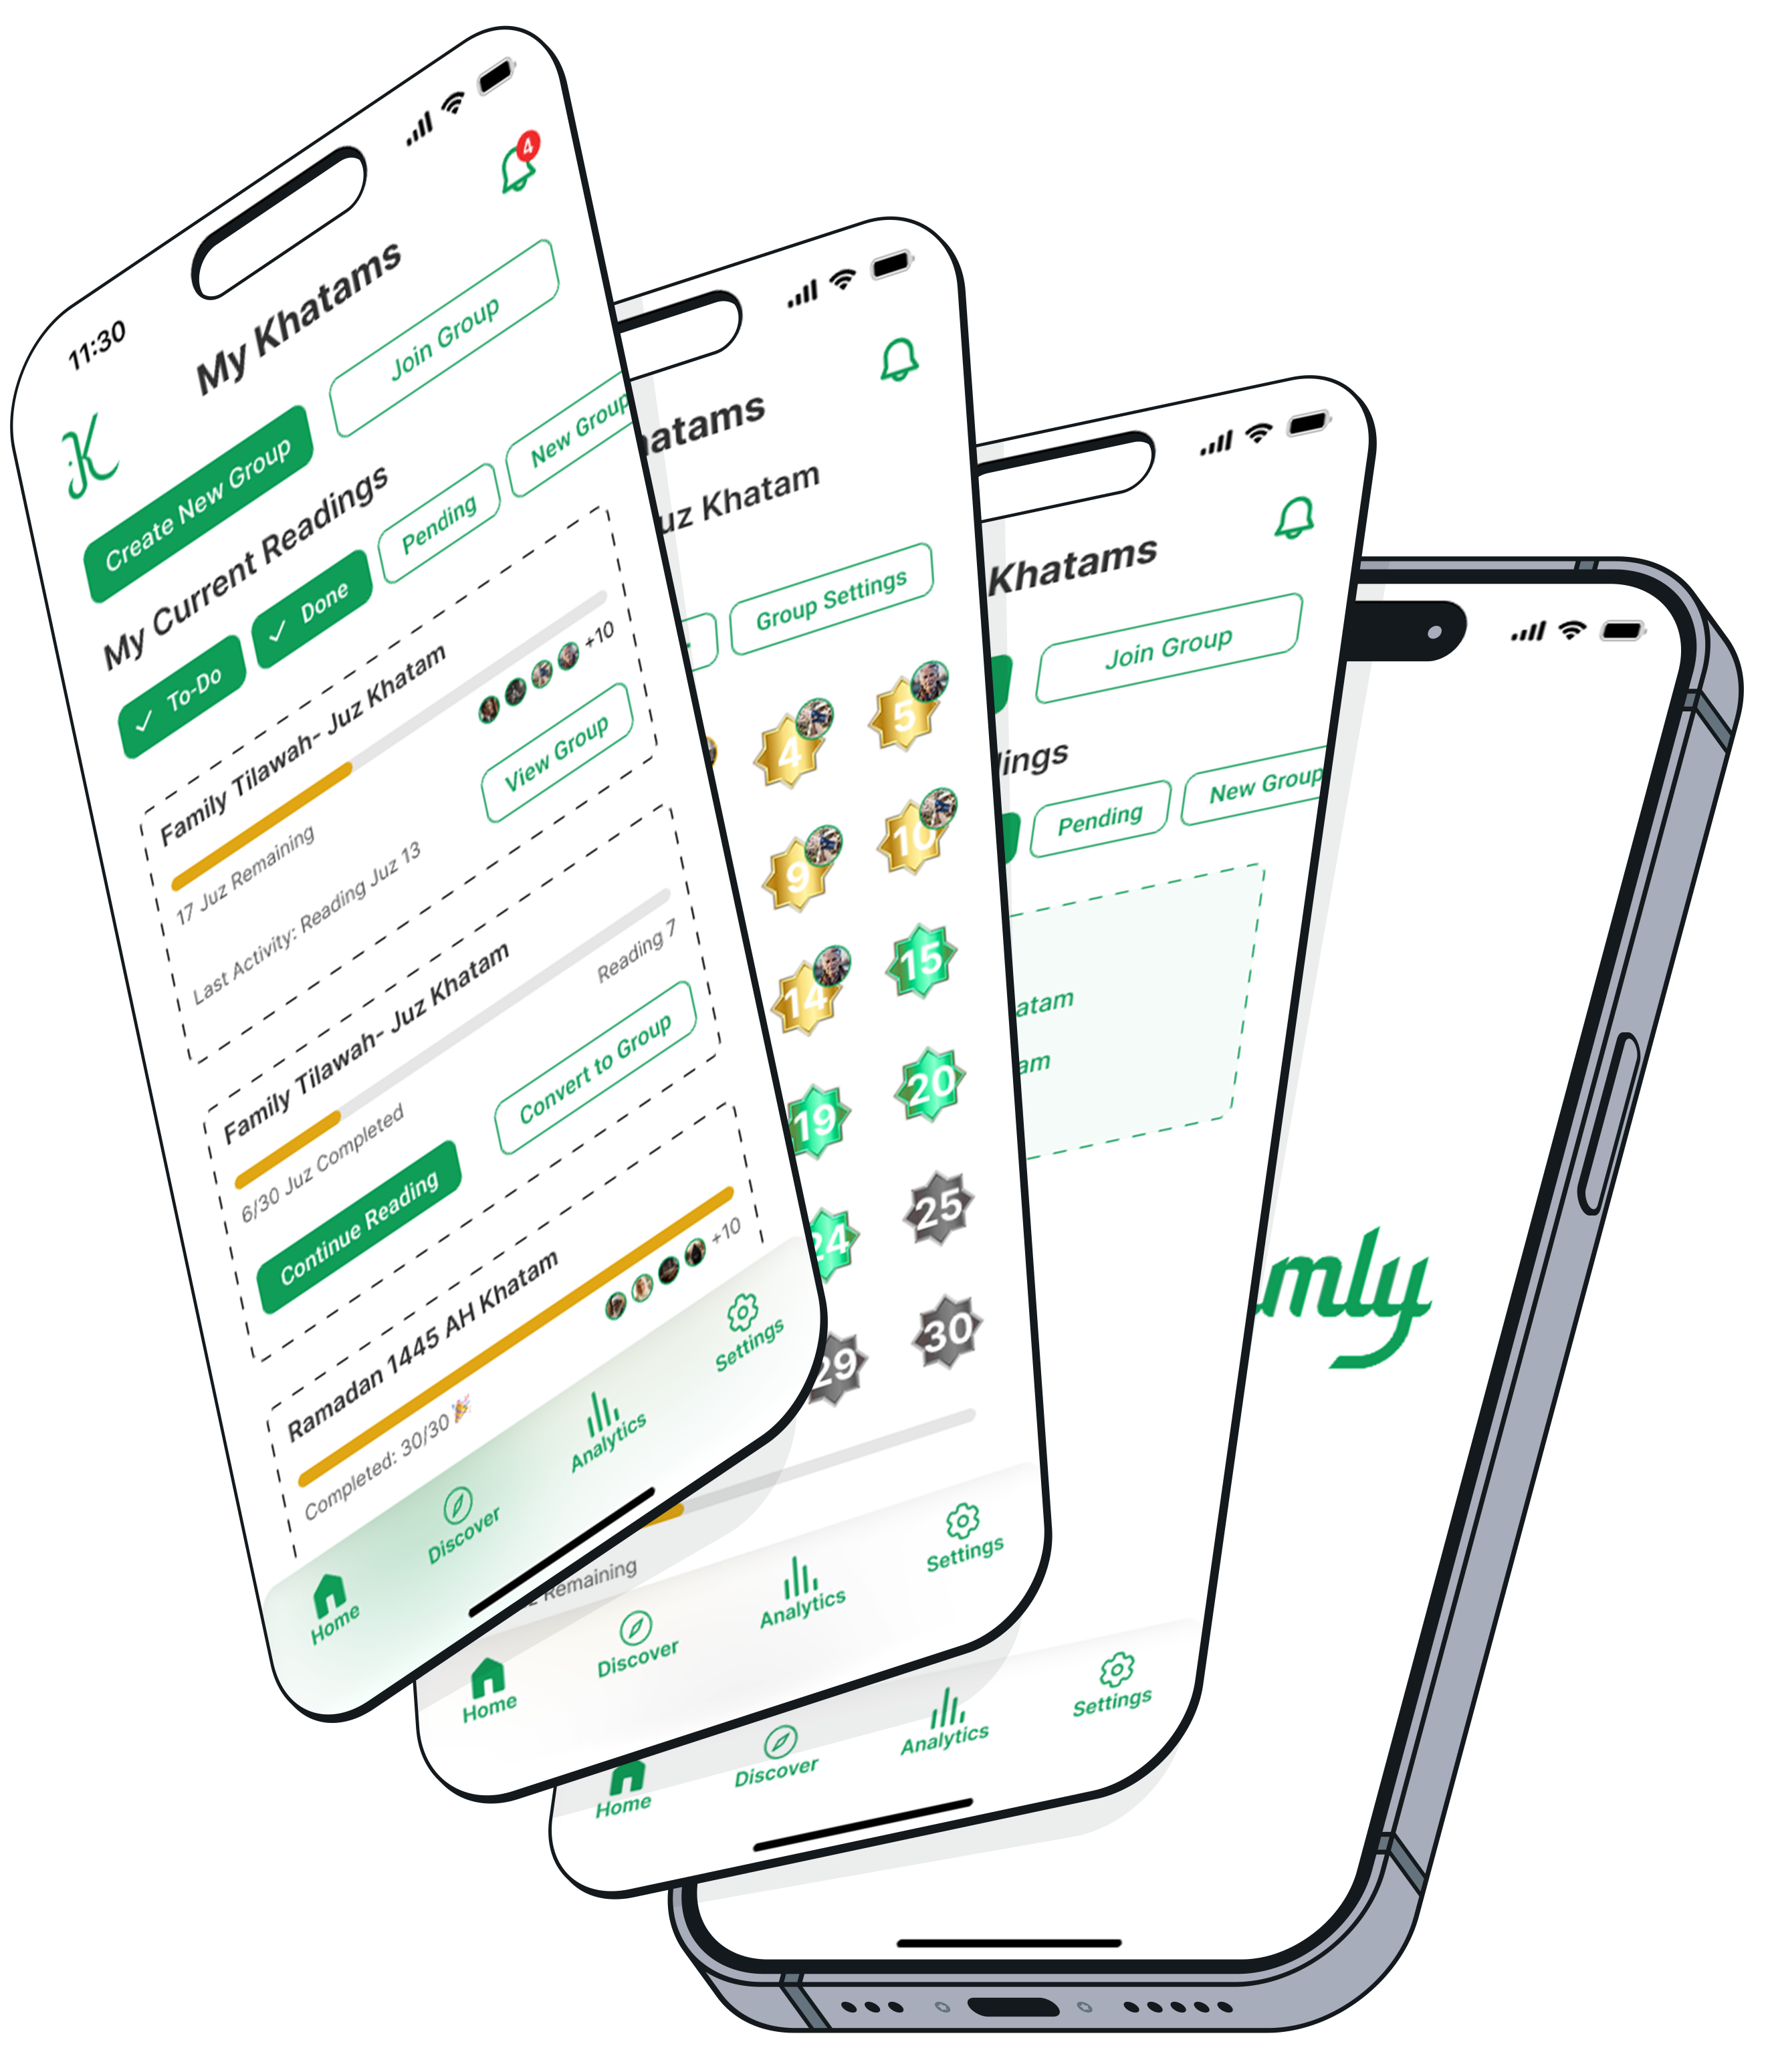 11:30
4
My Khatams
Create New Group
Join Group
My Current Readings
To-Do
Done
Pending
New Group
Family Tilawah- Juz Khatam
17 Juz Remaining
+10
Last Activity: Reading Juz 13
View Group
Family Tilawah- Juz Khatam
6/30 Juz Completed
Reading 7
Continue Reading
Convert to Group
Ramadan 1445 AH Khatam
Completed: 30/30 🎉
+10
Home
Discover
Analytics
Settings
hatams
uz Khatam
Group Settings
4
5
9
10
14
15
19
20
24
25
29
30
Remaining
Home
Discover
Analytics
Settings
Khatams
Join Group
dings
Pending
New Group
atam
am
Home
Discover
Analytics
Settings
mly